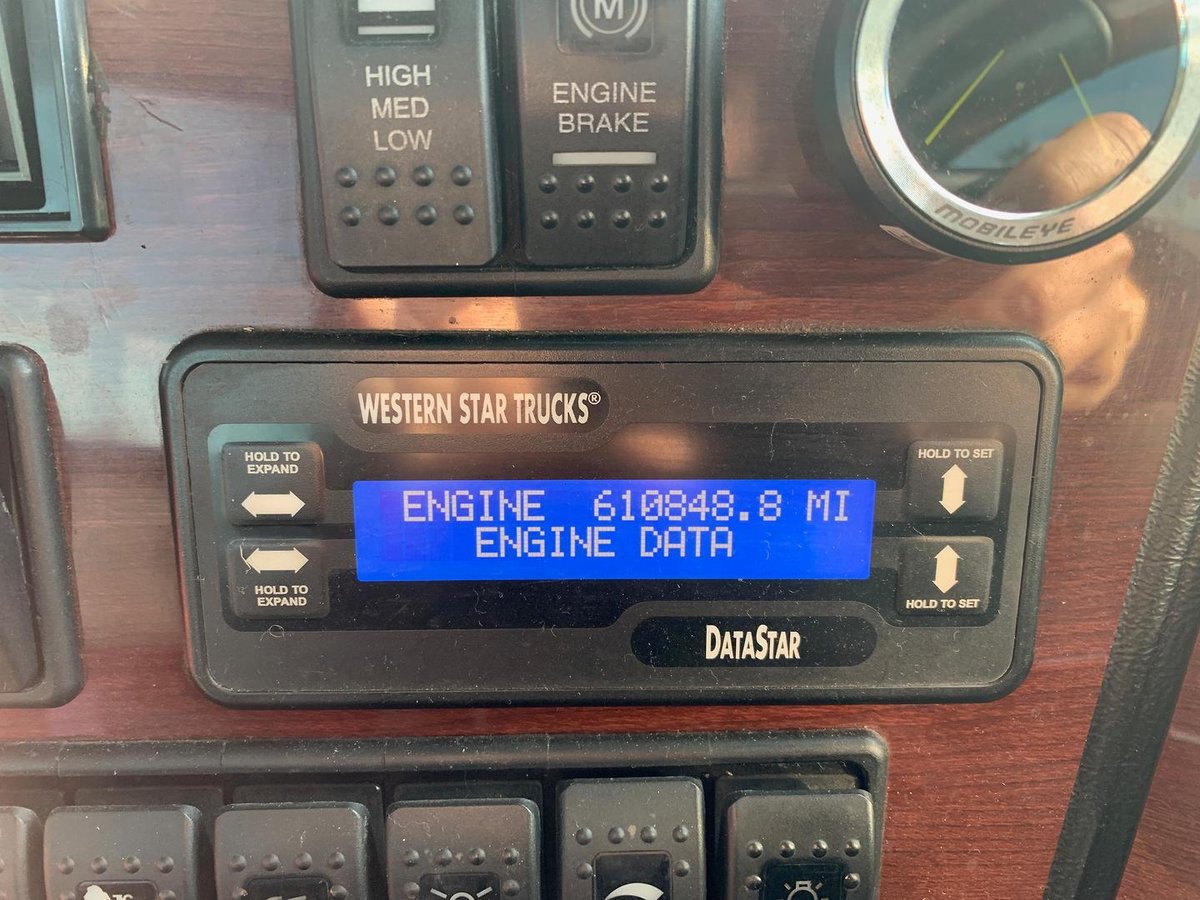 M
HIGH
MED
LOW
ENGINE
BRAKE
MOBILEYE
WESTERN STAR TRUCKS®
HOLD TO
EXPAND
HOLD TO SET
ENGINE 610848.8 MI
ENGINE DATA
HOLD TO
EXPAND
HOLD TO SET
DATASTAR